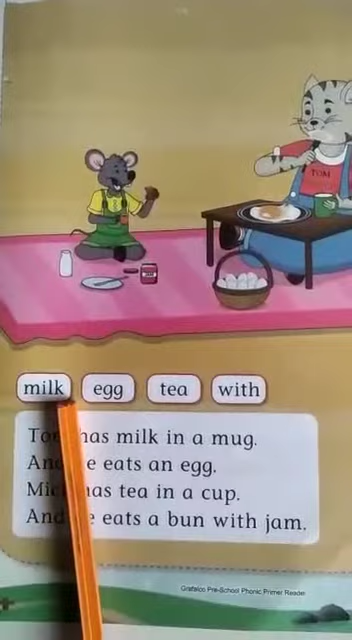 TOM
JAM
milk egg tea with
has milk in a mug.
eats an egg.
has tea in a cup.
And eats a bun with jam.
Grafalco Pre-School Phonic Primer Reader